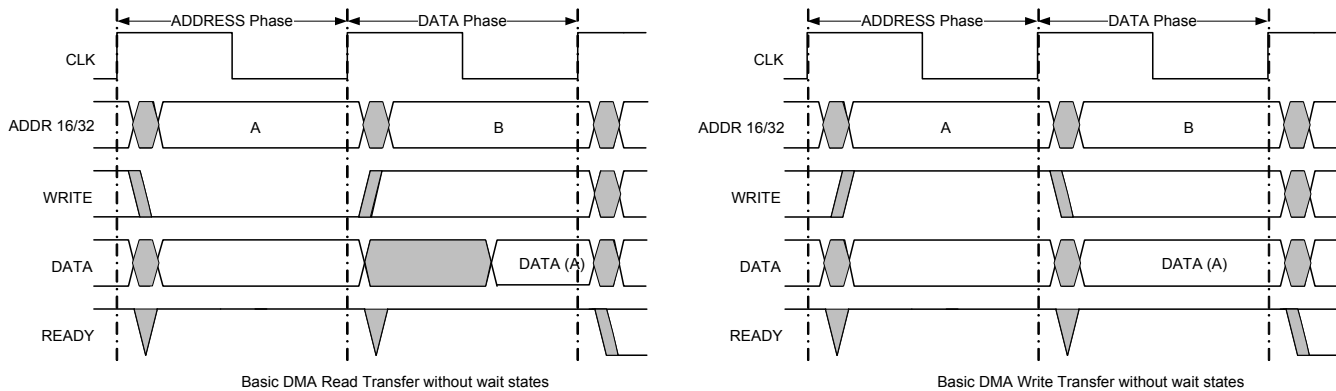 ADDRESS Phase
DATA Phase
CLK
ADDR 16/32
A
B
WRITE
DATA
DATA (A)
READY
Basic DMA Read Transfer without wait states
ADDRESS Phase
DATA Phase
CLK
ADDR 16/32
A
B
WRITE
DATA
DATA (A)
READY
Basic DMA Write Transfer without wait states